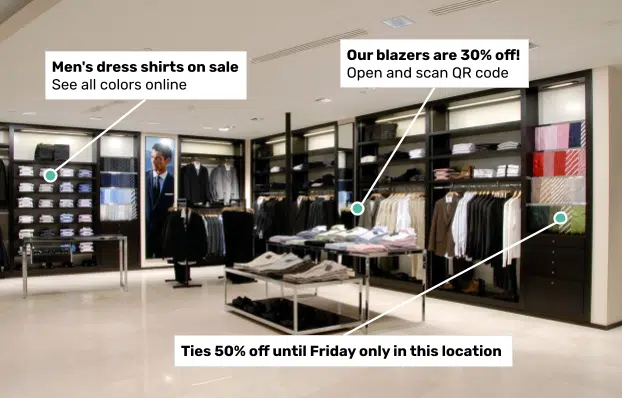 Men's dress shirts on sale
See all colors online
Our blazers are 30% off!
Open and scan QR code
Ties 50% off until Friday only in this location